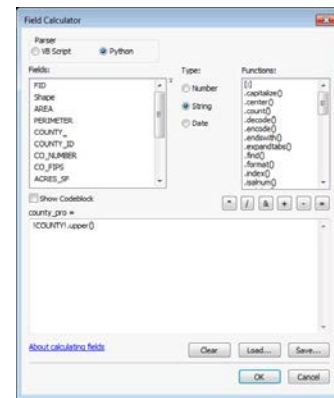 Field Calculator
Parser
VB Script Python
Fields:
FID
Shape
AREA
PERIMETER
COUNTY_
COUNTY_ID
CO_NUMBER
CO_FIPS
ACRES_SF
Type:
Number
String
Date
Functions:
.capitalize()
.center()
.count()
.decode()
.encode()
.endswith()
.expandtabs()
.find()
.format()
.index()
.isalnum()
Show Codeblock
* / & + - =
county_pro =
!COUNTY!.upper()
About calculating fields
Clear Load... Save...
OK Cancel